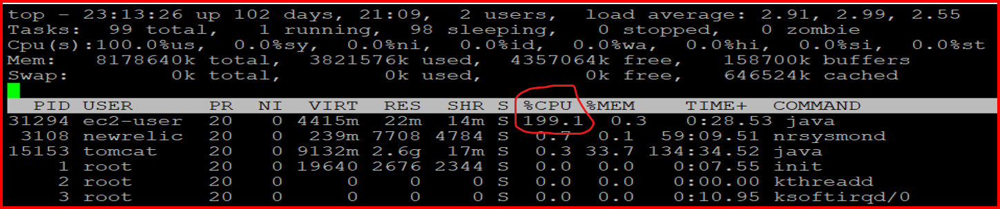 top - 23:13:26 up 102 days, 21:09, 2 users, load average: 2.91, 2.99, 2.55
Tasks: 99 total, 1 running, 98 sleeping, 0 stopped, 0 zombie
Cpu(s):100.0%us, 0.0%sy, 0.0%ni, 0.0%id, 0.0%wa, 0.0%hi, 0.0%si, 0.0%st
Mem: 8178640k total, 3821576k used, 4357064k free, 158700k buffers
Swap: 0k total, 0k used, 0k free, 646524k cached
PID USER PR NI VIRT RES SHR S %CPU %MEM TIME+ COMMAND
31294 ec2-user 20 0 4415m 22m 14m S 199.1 0.3 0:28.53 java
3108 newrelic 20 0 239m 7708 4784 S 0.7 0.1 59:09.51 nrsysmond
15153 tomcat 20 0 9132m 2.6g 17m S 0.3 33.7 134:34.52 java
1 root 20 0 19640 2676 2344 S 0.0 0.0 0:07.55 init
2 root 20 0 0 0 0 S 0.0 0.0 0:00.00 kthreadd
3 root 20 0 0 0 0 S 0.0 0.0 0:10.95 ksoftirqd/0